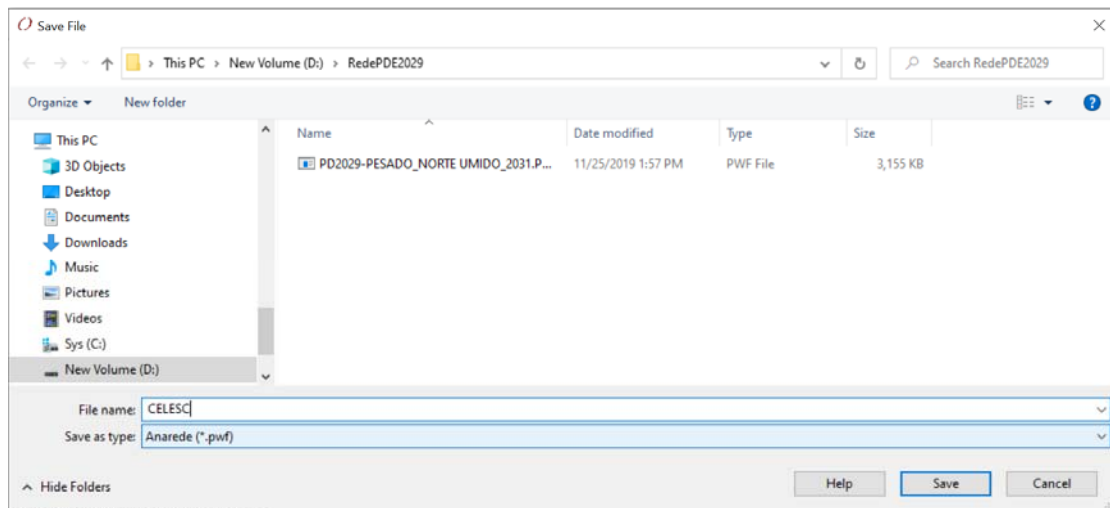 Save File
This PC > New Volume (D:) > RedePDE2029
Search RedePDE2029
Organize
New folder
Name Date modified Type Size
PD2029-PESADO_NORTE UMIDO_2031.P... 11/25/2019 1:57 PM PWF File 3,155 KB
This PC
3D Objects
Desktop
Documents
Downloads
Music
Pictures
Videos
Sys (C:)
New Volume (D:)
File name: CELESC
Save as type: Anarede (*.pwf)
Hide Folders
Help
Save
Cancel